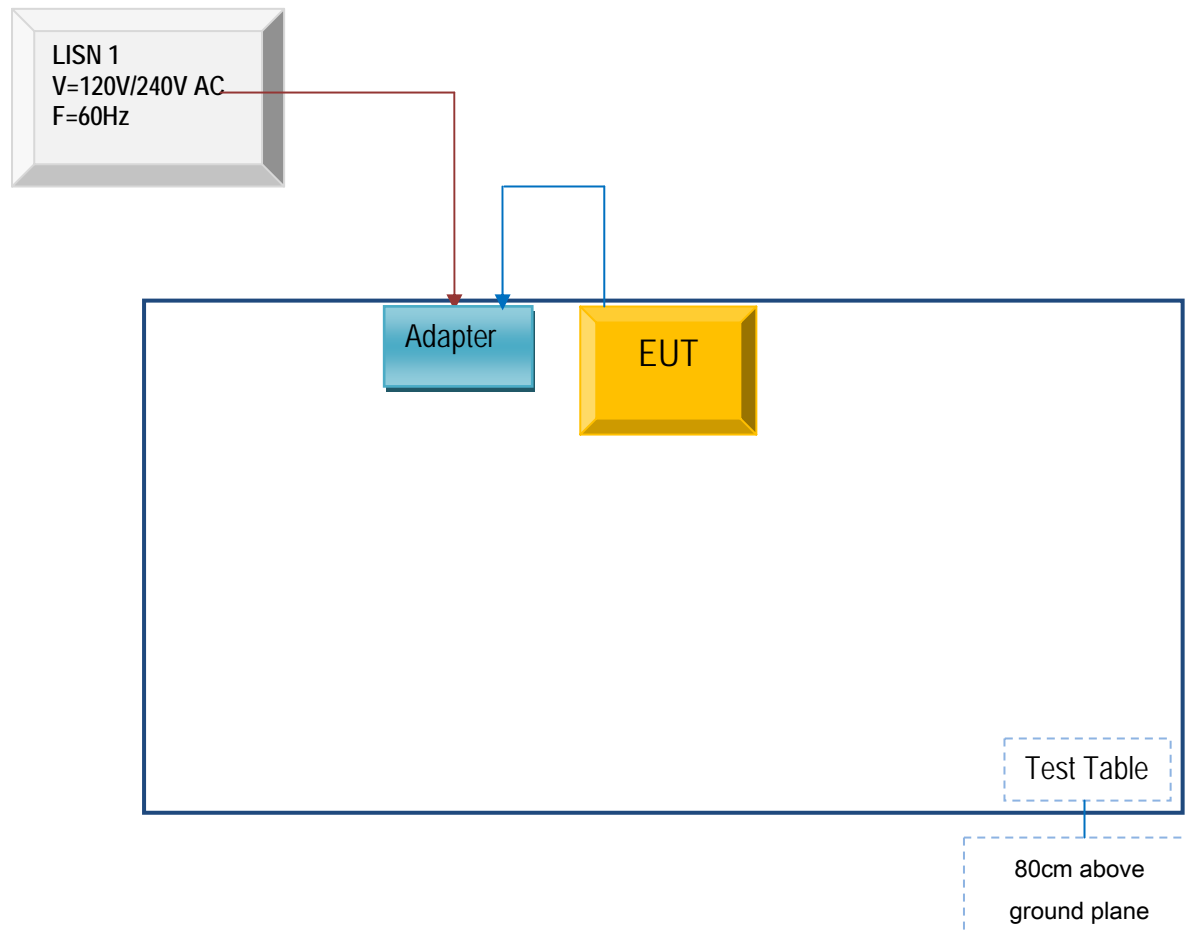 LISN 1
V=120V/240V AC
F=60Hz
Adapter
EUT
Test Table
80cm above
ground plane